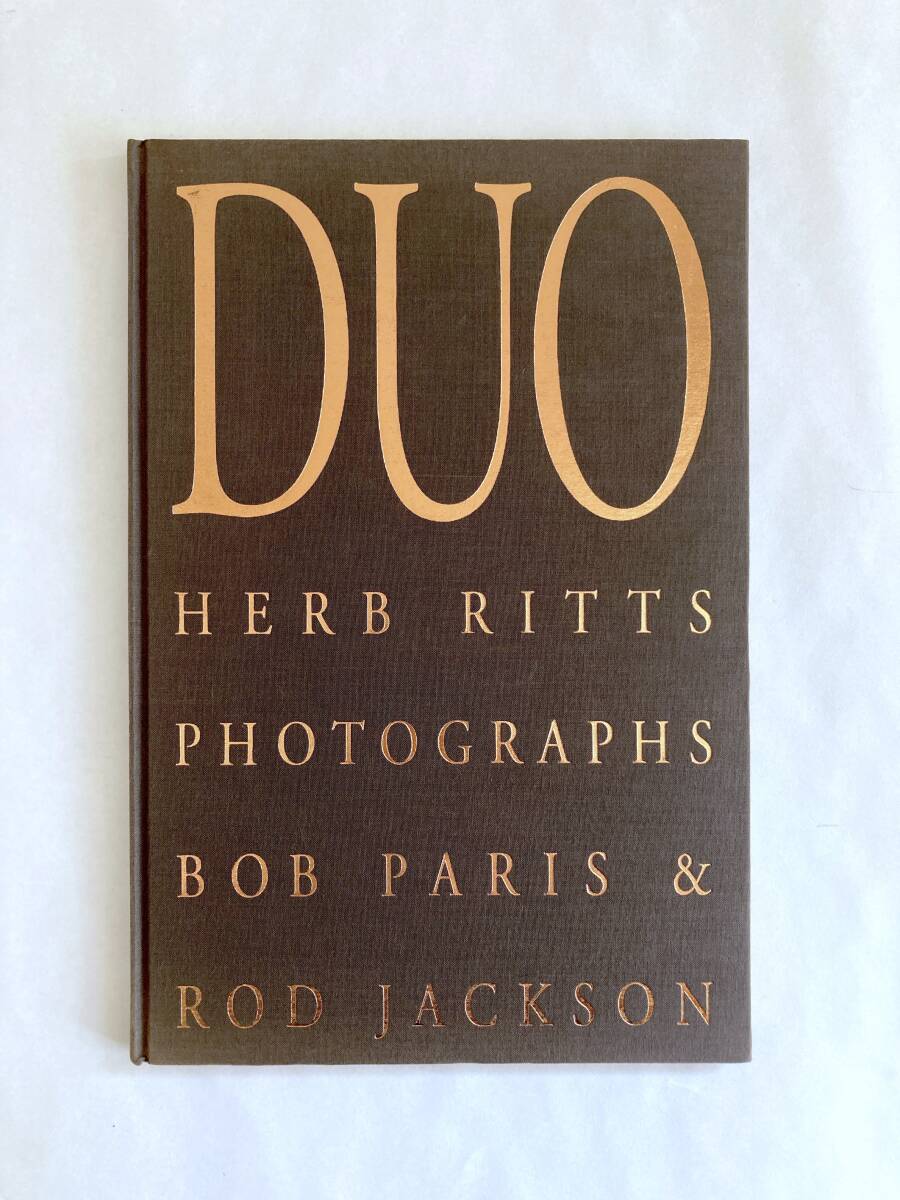 DUO
HERB RITTS
PHOTOGRAPHS
BOB PARIS &
ROD JACKSON